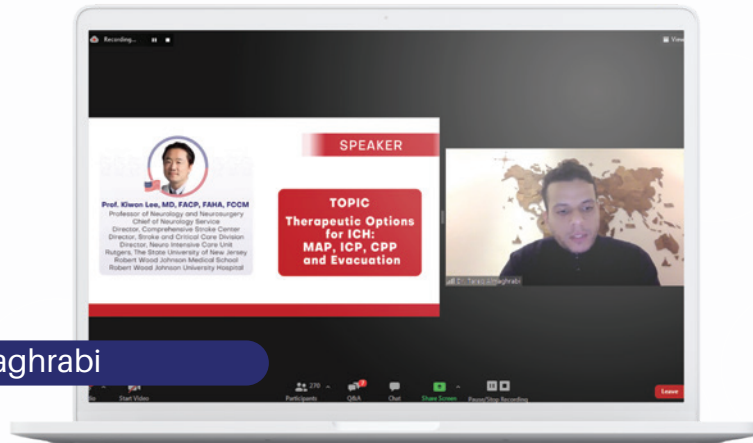 Recording...
View
SPEAKER
Prof. Kiwon Lee, MD, FACP, FAHA, FCCM
Professor of Neurology and Neurosurgery
Chief of Neurology Service
Director, Comprehensive Stroke Center
Director, Stroke and Critical Care Division
Director, Neuro Intensive Care Unit
Rutgers, The State University of New Jersey
Robert Wood Johnson Medical School
Robert Wood Johnson University Hospital
TOPIC
Therapeutic Options
for ICH:
MAP, ICP, CPP
and Evacuation
Dr.
aghrabi
Start Video
270
Participants
Q&A
Chat
Share Screen
Pause/Stop Recording
Leave